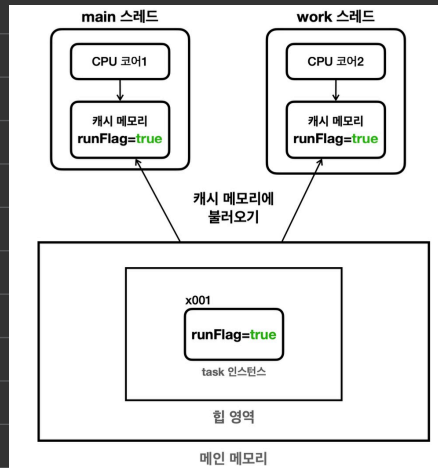 main 스레드
work 스레드
CPU 코어1
CPU 코어2
캐시 메모리
runFlag=true
캐시 메모리
runFlag=true
캐시 메모리에
불러오기
x001
runFlag=true
task 인스턴스
힙 영역
메인 메모리